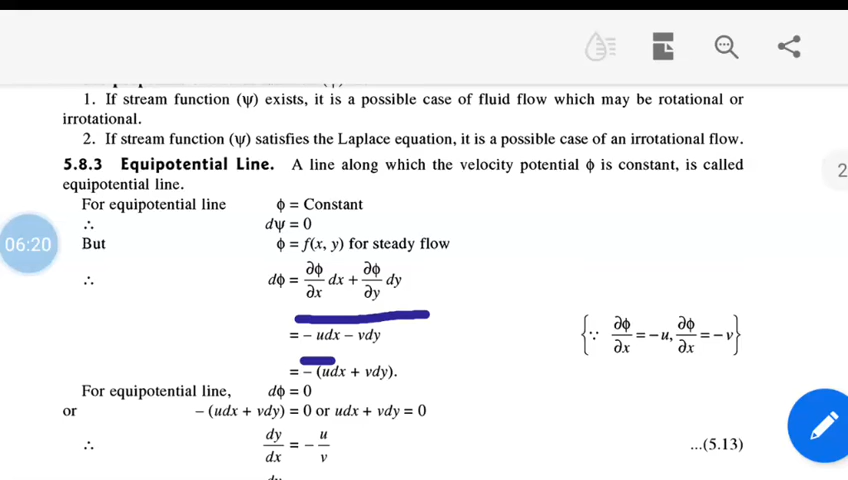 1. If stream function (ψ) exists, it is a possible case of fluid flow which may be rotational or
irrotational.
2. If stream function (ψ) satisfies the Laplace equation, it is a possible case of an irrotational flow.
5.8.3 Equipotential Line. A line along which the velocity potential ϕ is constant, is called
equipotential line.
For equipotential line ϕ = Constant
∴ dψ = 0
But ϕ = f(x, y) for steady flow
∴ dϕ = ∂ϕ/∂x dx + ∂ϕ/∂y dy
= – udx – vdy {∵ ∂ϕ/∂x = – u, ∂ϕ/∂x = – v}
= – (udx + vdy).
For equipotential line, dϕ = 0
or – (udx + vdy) = 0 or udx + vdy = 0
∴ dy/dx = – u/v ...(5.13)
06:20
2